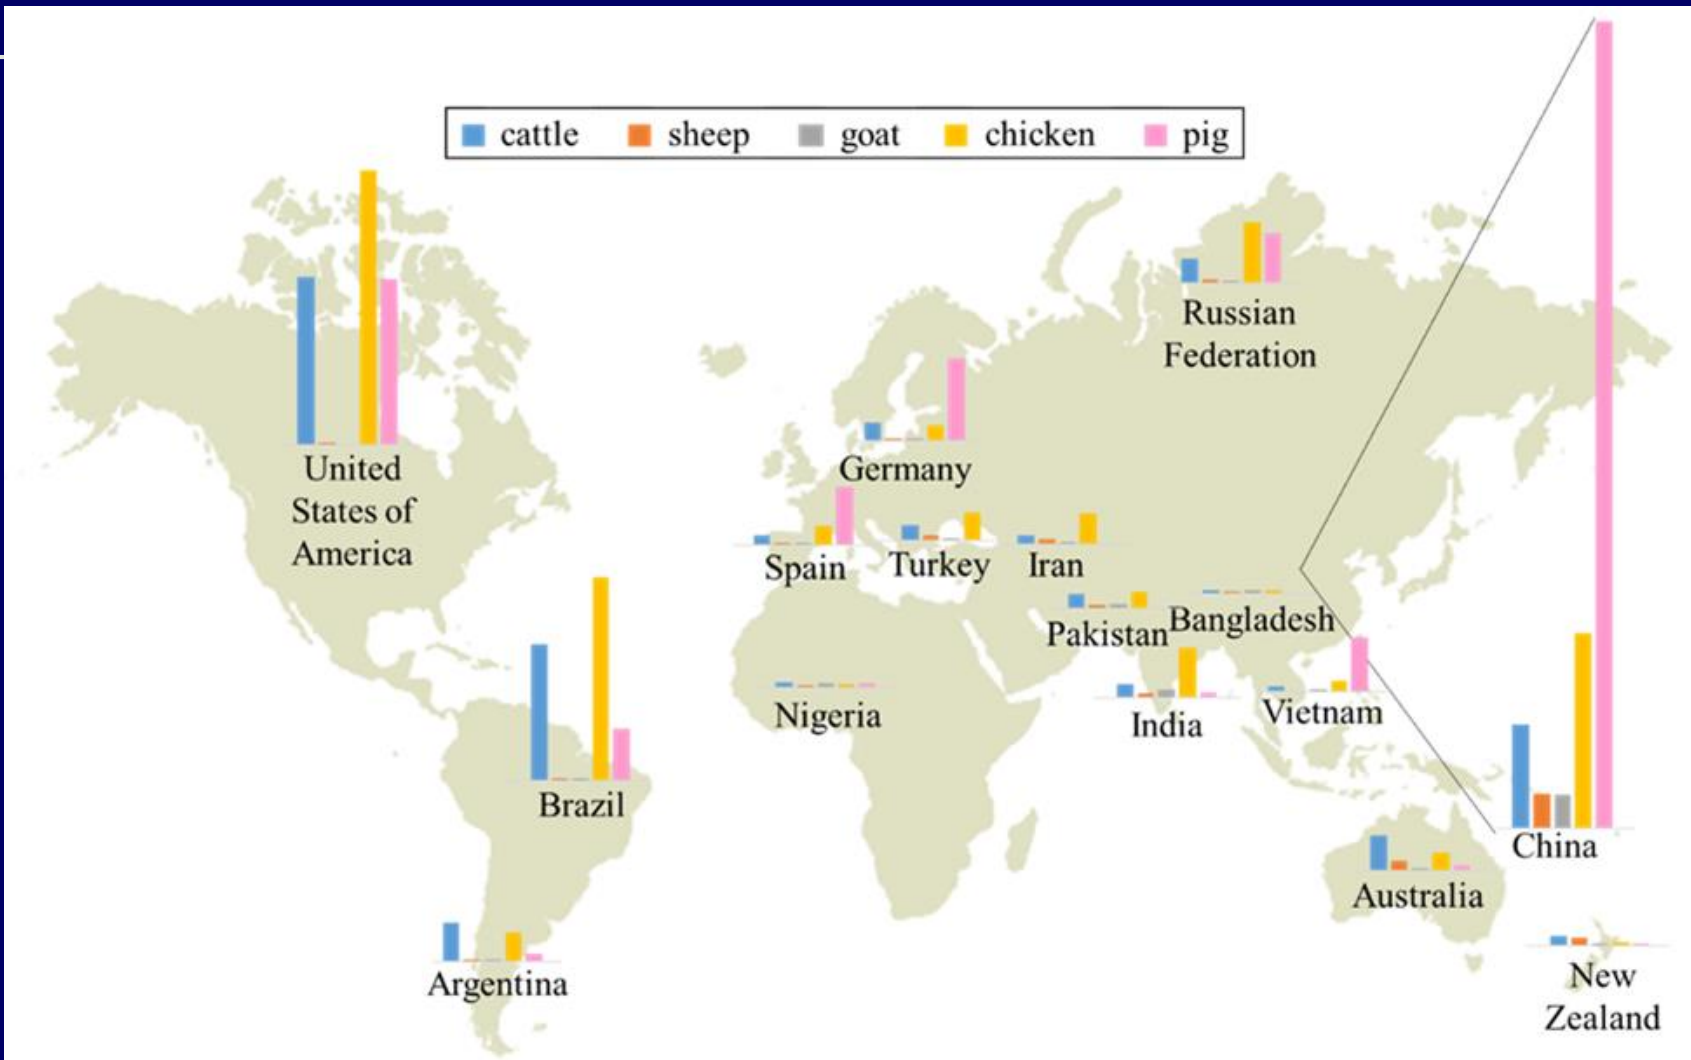 cattle sheep goat chicken pig
Russian
Federation
United
States of
America
Germany
Spain
Turkey
Iran
Pakistan
Bangladesh
Nigeria
India
Vietnam
Brazil
China
Australia
Argentina
New
Zealand